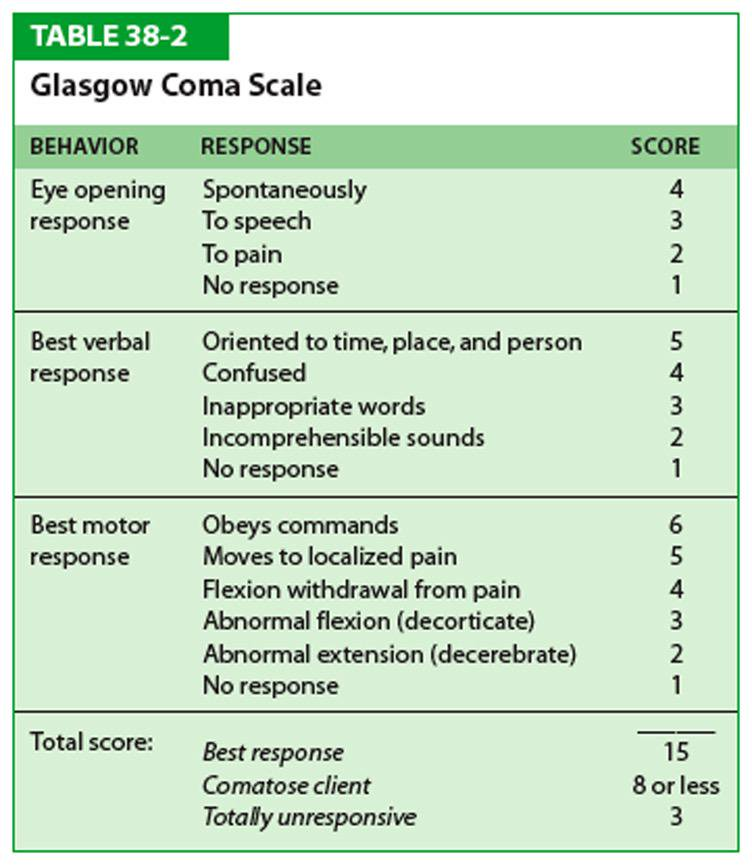 TABLE 38-2
Glasgow Coma Scale
BEHAVIOR RESPONSE SCORE
Eye opening Spontaneously 4
response To speech 3
To pain 2
No response 1
Best verbal Oriented to time, place, and person 5
response Confused 4
Inappropriate words 3
Incomprehensible sounds 2
No response 1
Best motor Obeys commands 6
response Moves to localized pain 5
Flexion withdrawal from pain 4
Abnormal flexion (decorticate) 3
Abnormal extension (decerebrate) 2
No response 1
Total score: Best response 15
Comatose client 8 or less
Totally unresponsive 3